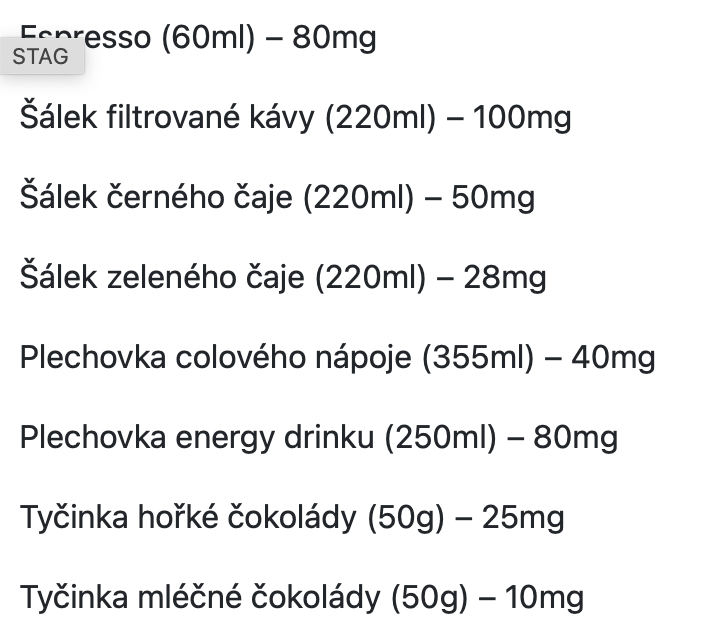 Espresso (60ml) – 80mg
STAG
Šálek filtrované kávy (220ml) – 100mg
Šálek černého čaje (220ml) – 50mg
Šálek zeleného čaje (220ml) – 28mg
Plechovka colového nápoje (355ml) – 40mg
Plechovka energy drinku (250ml) – 80mg
Tyčinka hořké čokolády (50g) – 25mg
Tyčinka mléčné čokolády (50g) – 10mg